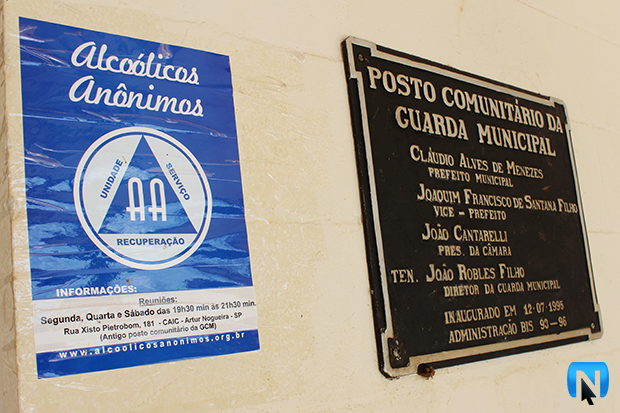 Alcoólicos
Anônimos
UNIDADE
SERVIÇO
AA
RECUPERAÇÃO
INFORMAÇÕES:
Reuniões:
Segunda, Quarta e Sábado das 19h30 min às 21h30 min.
Rua Xisto Pietrobom, 181 - CAIC - Artur Nogueira - SP
(Antigo posto comunitário da GCM)
www.alcoolicosanonimos.org.br
POSTO COMUNITÁRIO DA
GUARDA MUNICIPAL
CLÁUDIO ALVES DE MENEZES
PREFEITO MUNICIPAL
JOAQUIM FRANCISCO DE SANTANA FILHO
VICE - PREFEITO
JOÃO CANTARELLI
PRES. DA CÂMARA
TEN. JOÃO ROBLES FILHO
DIRETOR DA GUARDA MUNICIPAL
INAUGURADO EM 12-07-1996
ADMINISTRAÇÃO BIS 93-96
N